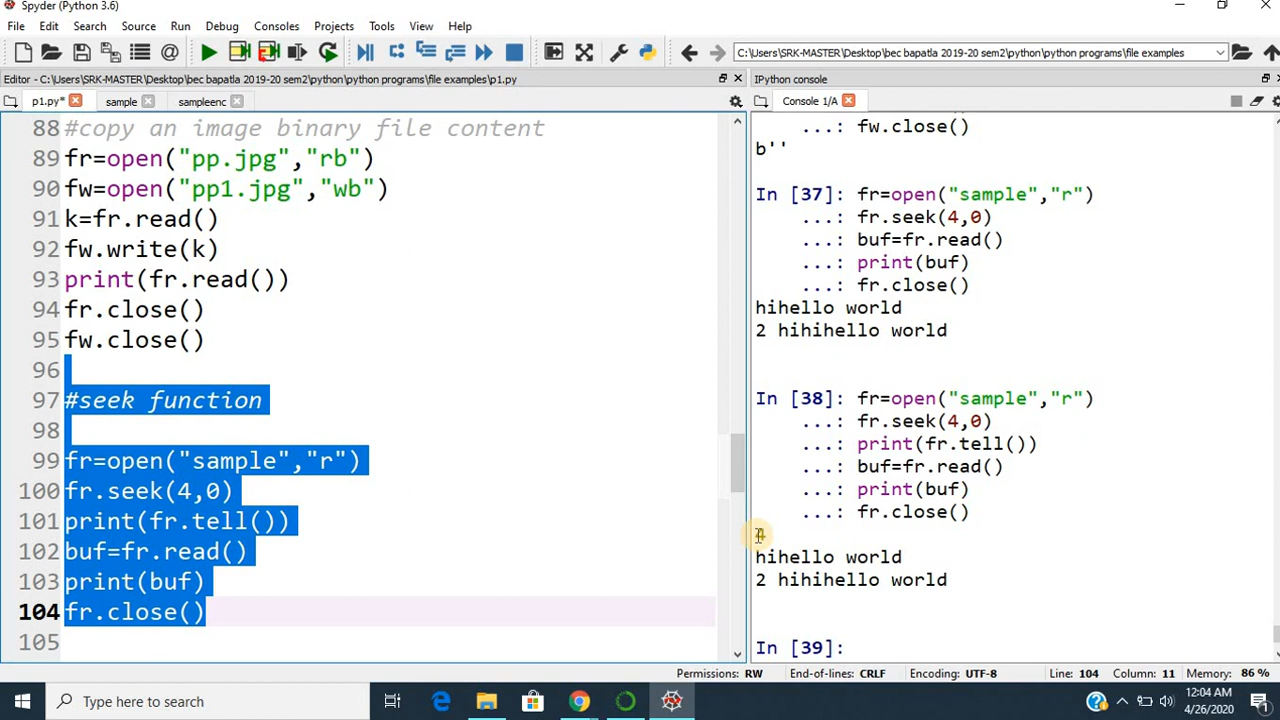 Spyder (Python 3.6)
File Edit Search Source Run Debug Consoles Projects Tools View Help
C:\Users\SRK-MASTER\Desktop\bec bapatla 2019-20 sem2\python\python programs\file examples
Editor - C:\Users\SRK-MASTER\Desktop\bec bapatla 2019-20 sem2\python\python programs\file examples\p1.py
p1.py* sample sampleenc
88 #copy an image binary file content
89 fr=open("pp.jpg","rb")
90 fw=open("pp1.jpg","wb")
91 k=fr.read()
92 fw.write(k)
93 print(fr.read())
94 fr.close()
95 fw.close()
96
97 #seek function
98
99 fr=open("sample","r")
100 fr.seek(4,0)
101 print(fr.tell())
102 buf=fr.read()
103 print(buf)
104 fr.close()
105
IPython console
Console 1/A
...: fw.close()
b''
In [37]: fr=open("sample","r")
...: fr.seek(4,0)
...: buf=fr.read()
...: print(buf)
...: fr.close()
hihello world
2 hihihello world
In [38]: fr=open("sample","r")
...: fr.seek(4,0)
...: print(fr.tell())
...: buf=fr.read()
...: print(buf)
...: fr.close()
4
hihello world
2 hihihello world
In [39]:
Permissions: RW End-of-lines: CRLF Encoding: UTF-8 Line: 104 Column: 11 Memory: 86 %
Type here to search
12:04 AM
4/26/2020